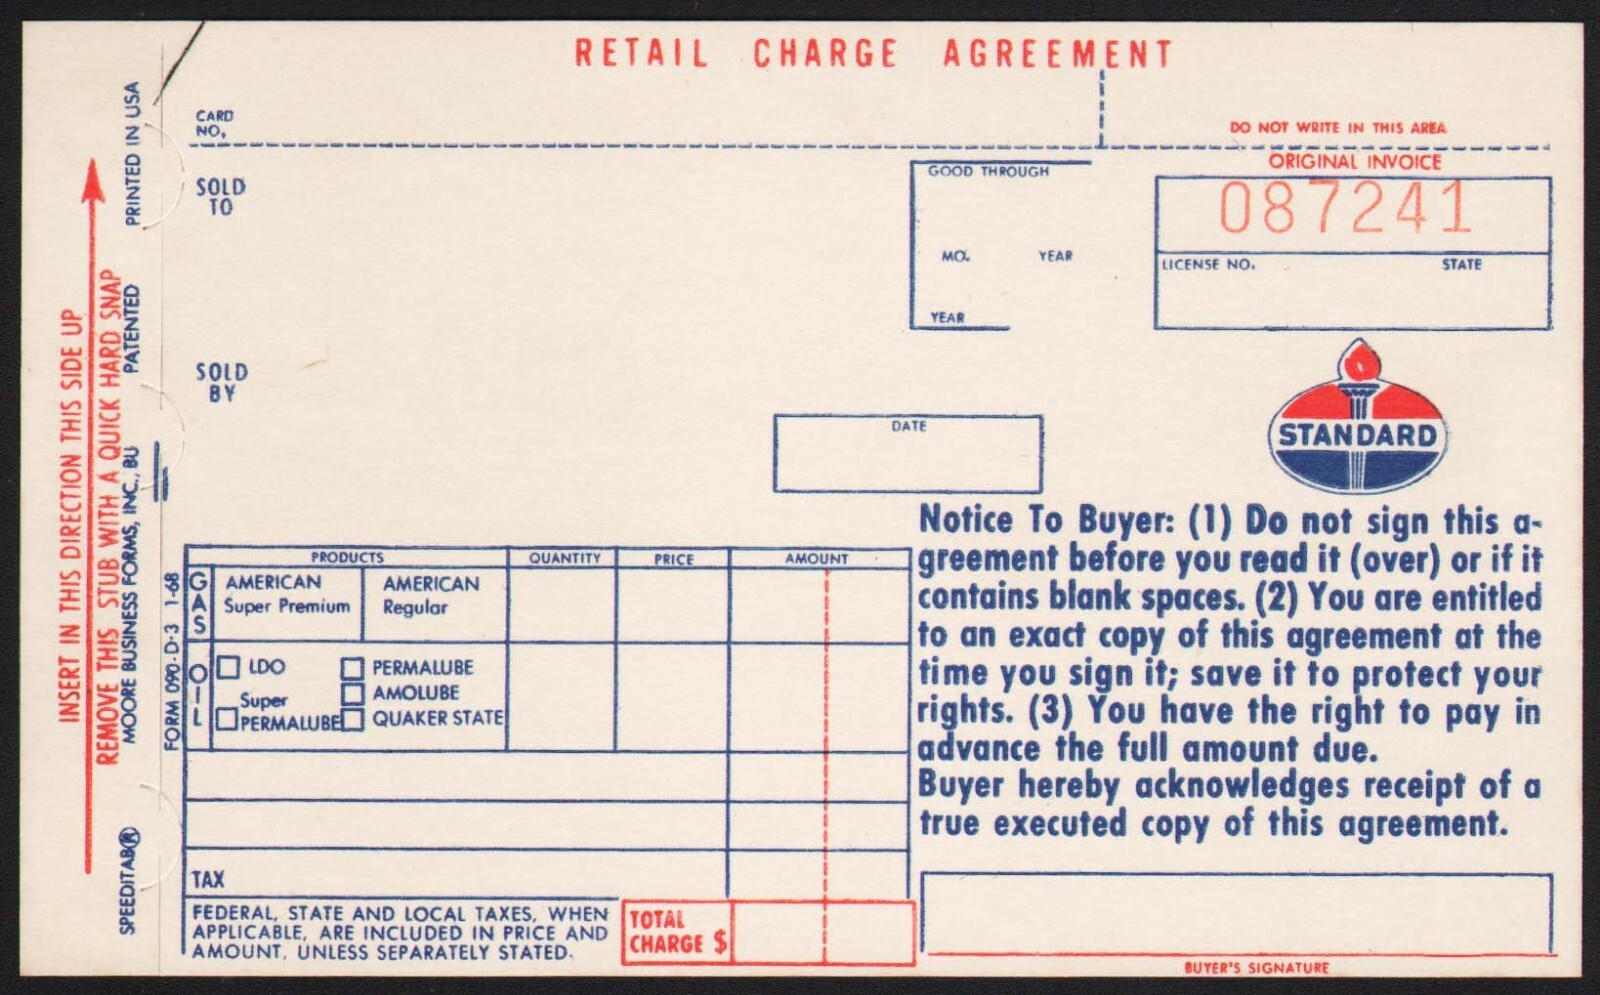 RETAIL CHARGE AGREEMENT
CARD
NO.
DO NOT WRITE IN THIS AREA
ORIGINAL INVOICE
087241
LICENSE NO. STATE
GOOD THROUGH
MO. YEAR
YEAR
SOLD
TO
SOLD
BY
DATE
STANDARD
Notice To Buyer: (1) Do not sign this a-
greement before you read it (over) or if it
contains blank spaces. (2) You are entitled
to an exact copy of this agreement at the
time you sign it; save it to protect your
rights. (3) You have the right to pay in
advance the full amount due.
Buyer hereby acknowledges receipt of a
true executed copy of this agreement.
BUYER'S SIGNATURE
PRODUCTS QUANTITY PRICE AMOUNT
GAS
AMERICAN
Super Premium
AMERICAN
Regular
OIL
LDO
Super
PERMALUBE
PERMALUBE
AMOLUBE
QUAKER STATE
TAX
FEDERAL, STATE AND LOCAL TAXES, WHEN
APPLICABLE, ARE INCLUDED IN PRICE AND
AMOUNT, UNLESS SEPARATELY STATED.
TOTAL
CHARGE $
INSERT IN THIS DIRECTION THIS SIDE UP
REMOVE THIS STUB WITH A QUICK HARD SNAP
SPEEDITAB® MOORE BUSINESS FORMS, INC., BU PATENTED PRINTED IN USA
FORM 090-D-3 1-68